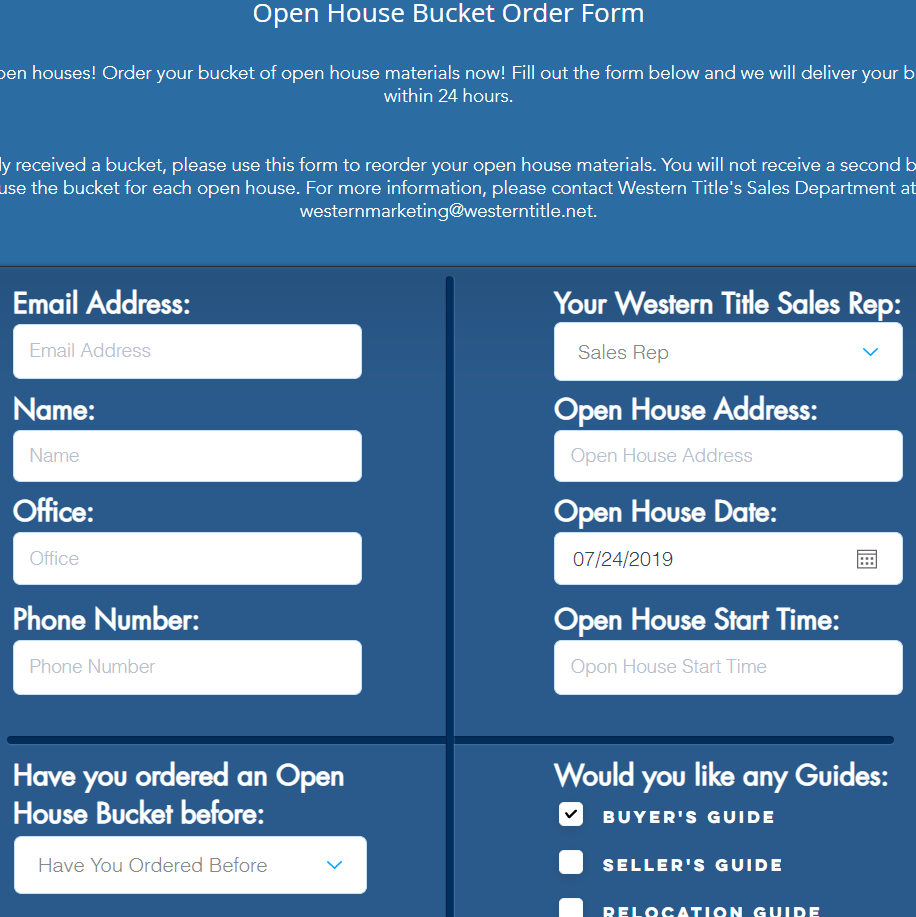 Open House Bucket Order Form
open houses! Order your bucket of open house materials now! Fill out the form below and we will deliver your b
within 24 hours.
ly received a bucket, please use this form to reorder your open house materials. You will not receive a second b
use the bucket for each open house. For more information, please contact Western Title's Sales Department at
westernmarketing@westerntitle.net.
Email Address:
Email Address
Name:
Name
Office:
Office
Phone Number:
Phone Number
Your Western Title Sales Rep:
Sales Rep
Open House Address:
Open House Address
Open House Date:
07/24/2019
Open House Start Time:
Opon House Start Time
Have you ordered an Open
House Bucket before:
Have You Ordered Before
Would you like any Guides:
BUYER'S GUIDE
SELLER'S GUIDE
RELOCATION GUIDE